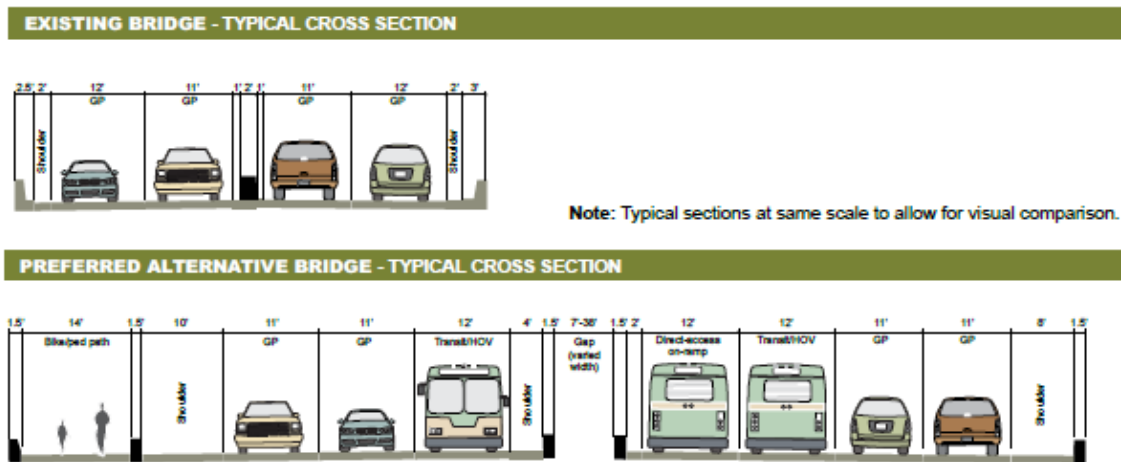 EXISTING BRIDGE - TYPICAL CROSS SECTION
2.5' 2' 12' 11' 1' 2' 1' 11' 12' 2' 3'
GP GP GP GP
Shoulder Shoulder
Note: Typical sections at same scale to allow for visual comparison.
PREFERRED ALTERNATIVE BRIDGE - TYPICAL CROSS SECTION
1.5' 14' 1.5' 10' 11' 11' 12' 4' 1.5' 7'-38' 1.5' 2' 12' 12' 11' 11' 8' 1.5'
Bike/ped path GP GP Transit/HOV Gap Direct-access Transit/HOV GP GP
(varied on-ramp
width)
Shoulder Shoulder Shoulder